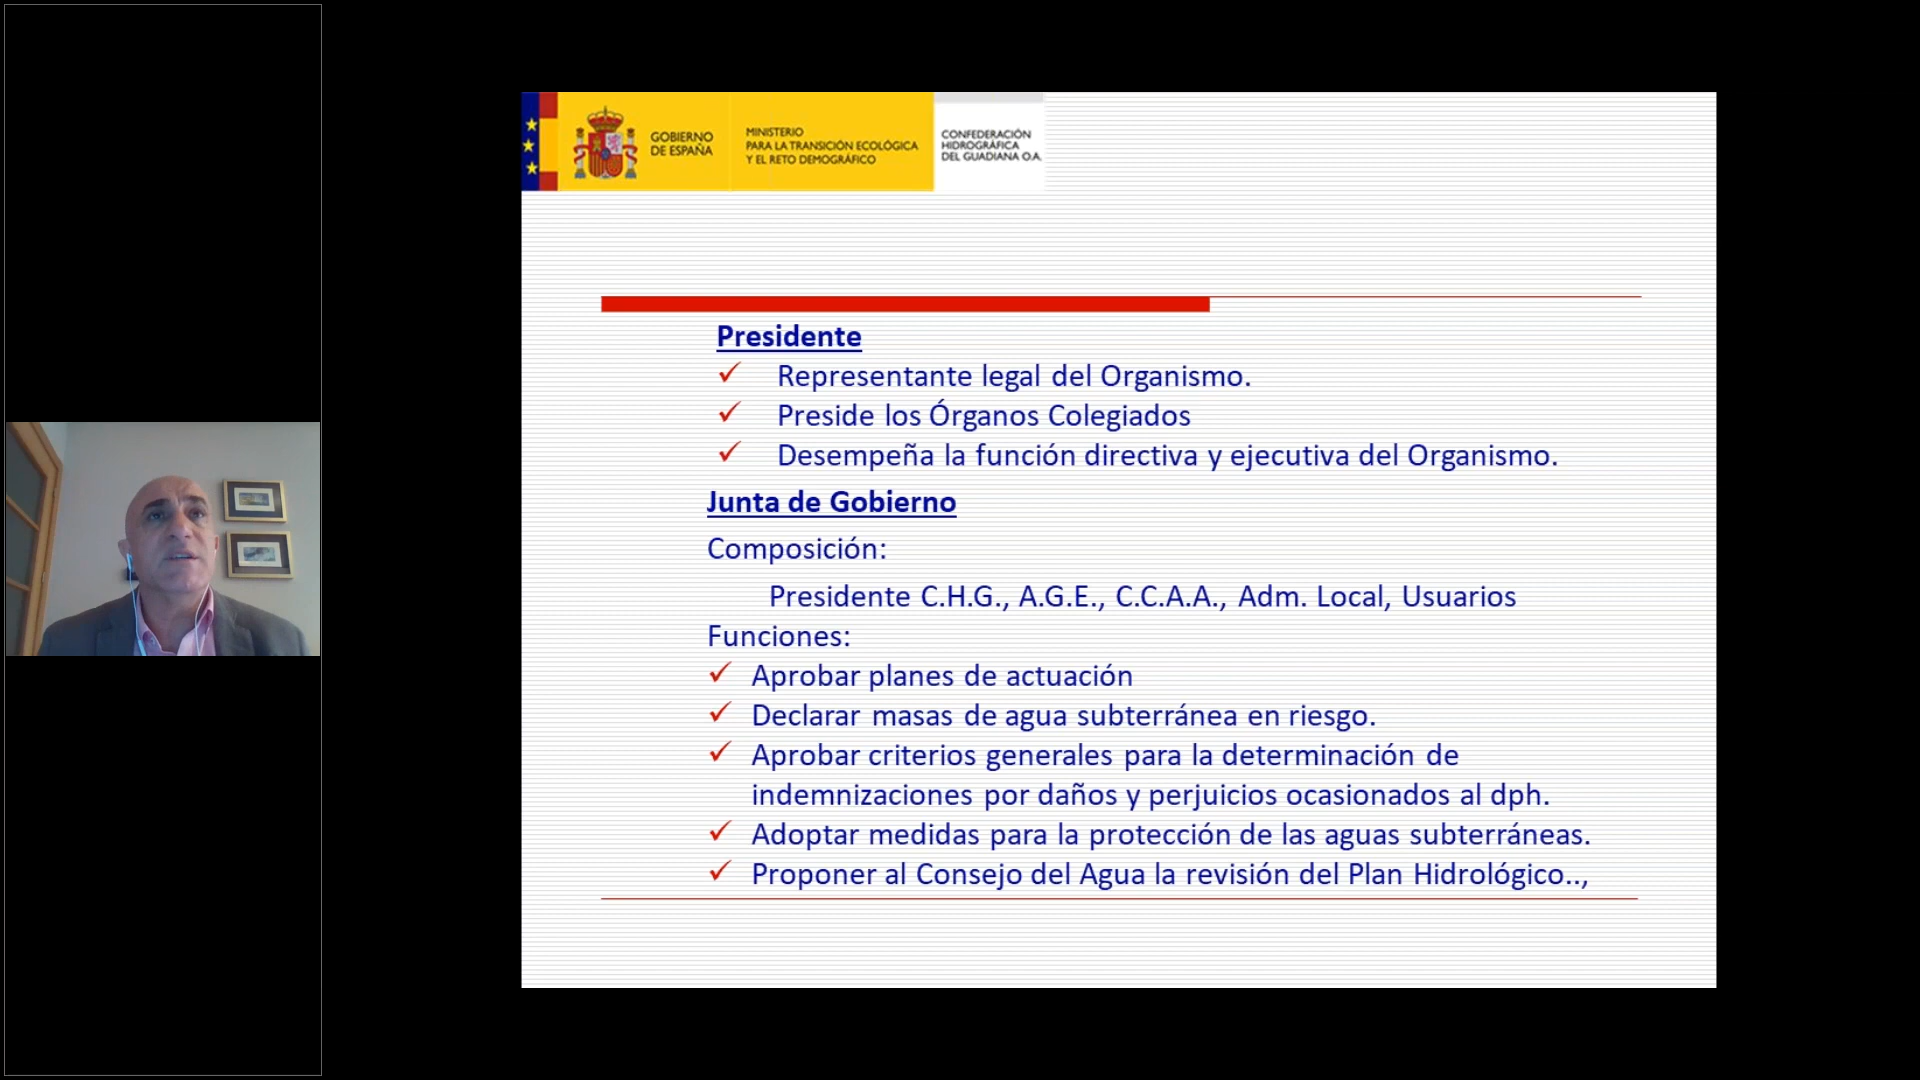 GOBIERNO
DE ESPAÑA
MINISTERIO
PARA LA TRANSICIÓN ECOLÓGICA
Y EL RETO DEMOGRÁFICO
CONFEDERACIÓN
HIDROGRÁFICA
DEL GUADIANA O.A.
Presidente
✓ Representante legal del Organismo.
✓ Preside los Órganos Colegiados
✓ Desempeña la función directiva y ejecutiva del Organismo.
Junta de Gobierno
Composición:
Presidente C.H.G., A.G.E., C.C.A.A., Adm. Local, Usuarios
Funciones:
✓ Aprobar planes de actuación
✓ Declarar masas de agua subterránea en riesgo.
✓ Aprobar criterios generales para la determinación de
indemnizaciones por daños y perjuicios ocasionados al dph.
✓ Adoptar medidas para la protección de las aguas subterráneas.
✓ Proponer al Consejo del Agua la revisión del Plan Hidrológico..,